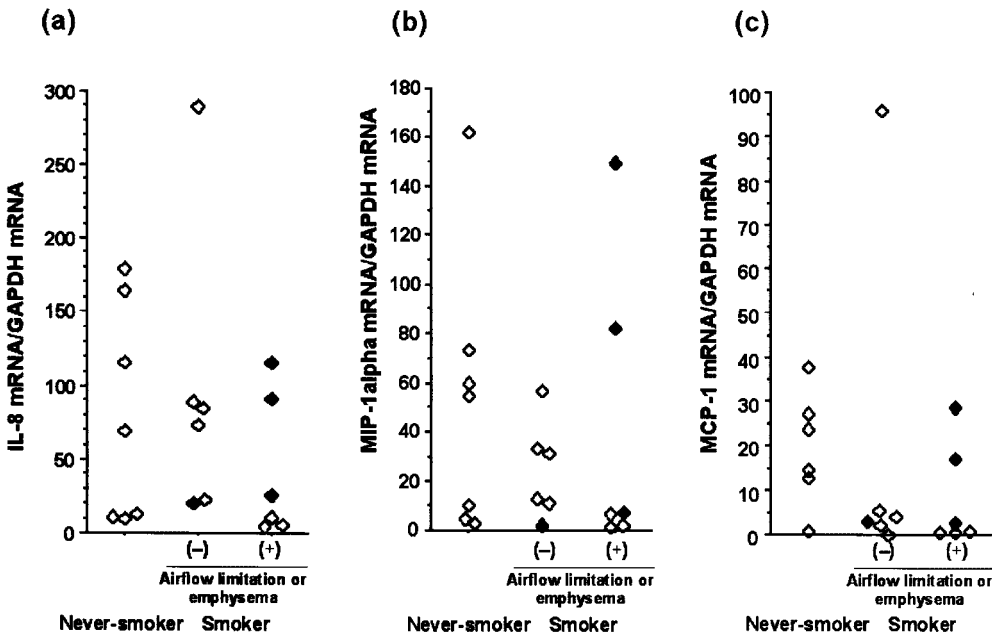 (a)
IL-8 mRNA/GAPDH mRNA
300
250
200
150
100
50
0
(–) (+)
Airflow limitation or
emphysema
Never-smoker Smoker
(b)
MIP-1alpha mRNA/GAPDH mRNA
180
160
140
120
100
80
60
40
20
0
(–) (+)
Airflow limitation or
emphysema
Never-smoker Smoker
(c)
MCP-1 mRNA/GAPDH mRNA
100
90
80
70
60
50
40
30
20
10
0
(–) (+)
Airflow limitation or
emphysema
Never-smoker Smoker